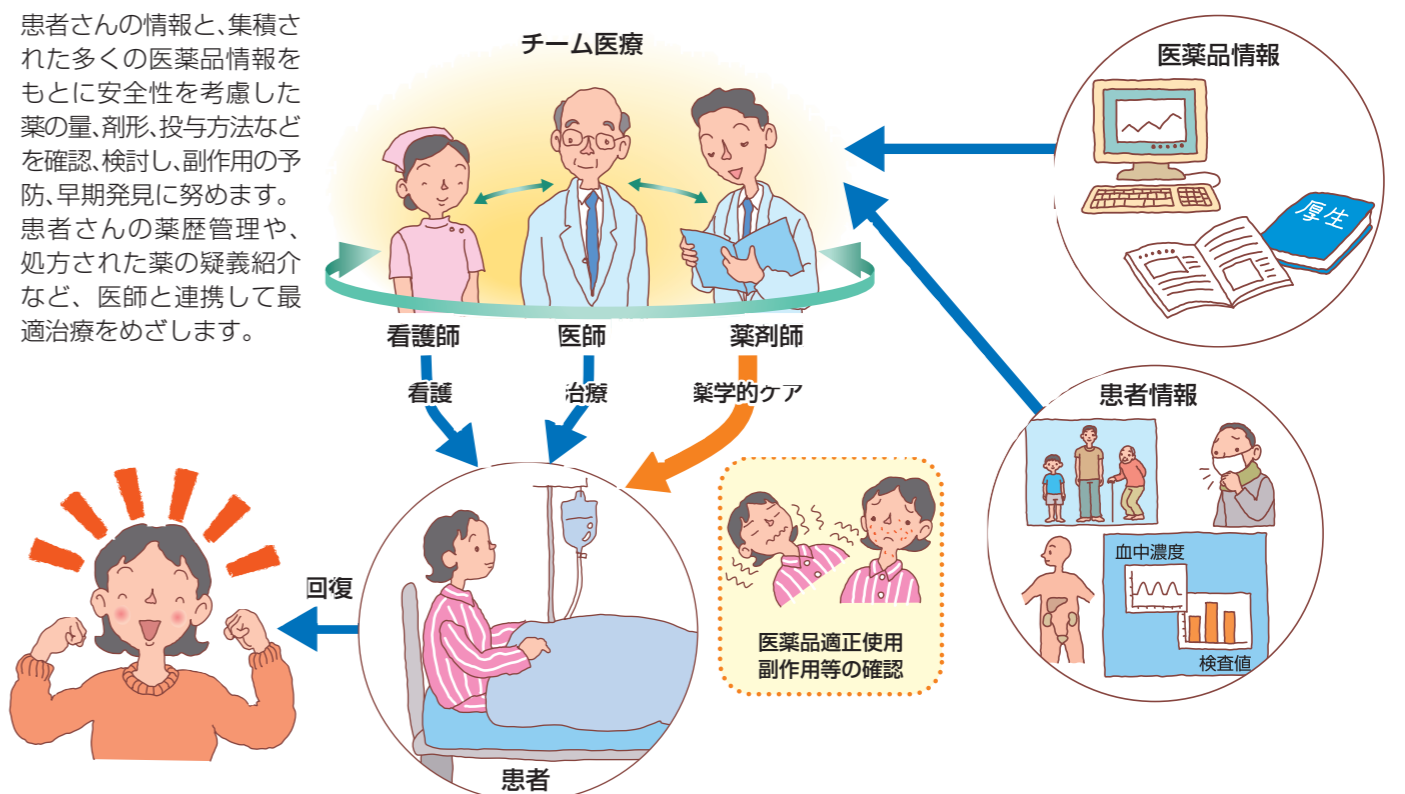 患者さんの情報と、集積さ
れた多くの医薬品情報を
もとに安全性を考慮した
薬の量、剤形、投与方法など
を確認、検討し、副作用の予
防、早期発見に努めます。
患者さんの薬歴管理や、
処方された薬の疑義紹介
など、医師と連携して最
適治療をめざします。
チーム医療
医薬品情報
厚生
看護師
医師
薬剤師
看護
治療
薬学的ケア
患者情報
血中濃度
検査値
回復
医薬品適正使用
副作用等の確認
患者